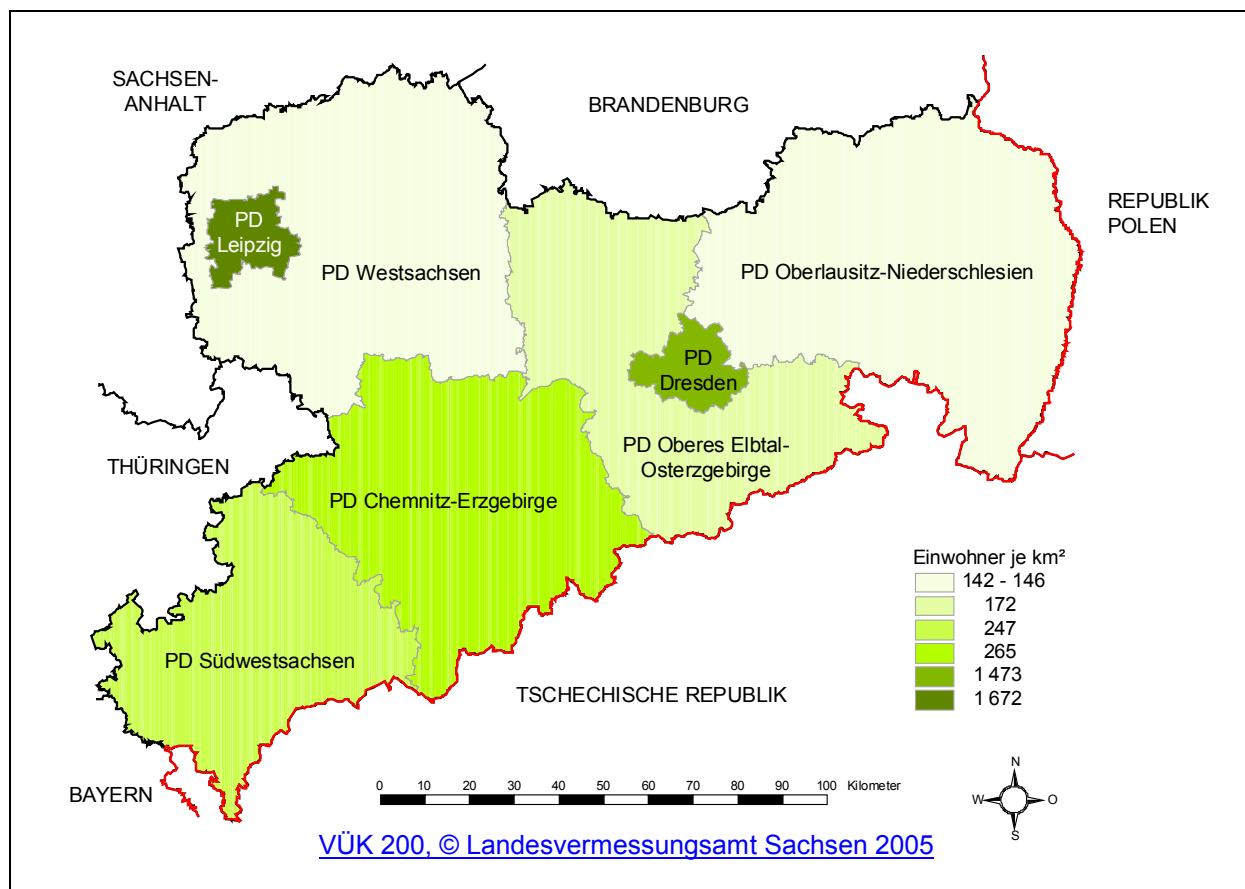 SACHSEN-
ANHALT
BRANDENBURG
REPUBLIK
POLEN
PD
Leipzig
PD Westsachsen
PD Oberlausitz-Niederschlesien
PD
Dresden
PD Oberes Elbtal-
Osterzgebirge
THÜRINGEN
PD Chemnitz-Erzgebirge
PD Südwestsachsen
TSCHECHISCHE REPUBLIK
BAYERN
Einwohner je km²
142 - 146
172
247
265
1 473
1 672
0 10 20 30 40 50 60 70 80 90 100 Kilometer
N
W O
S
VÜK 200, © Landesvermessungsamt Sachsen 2005